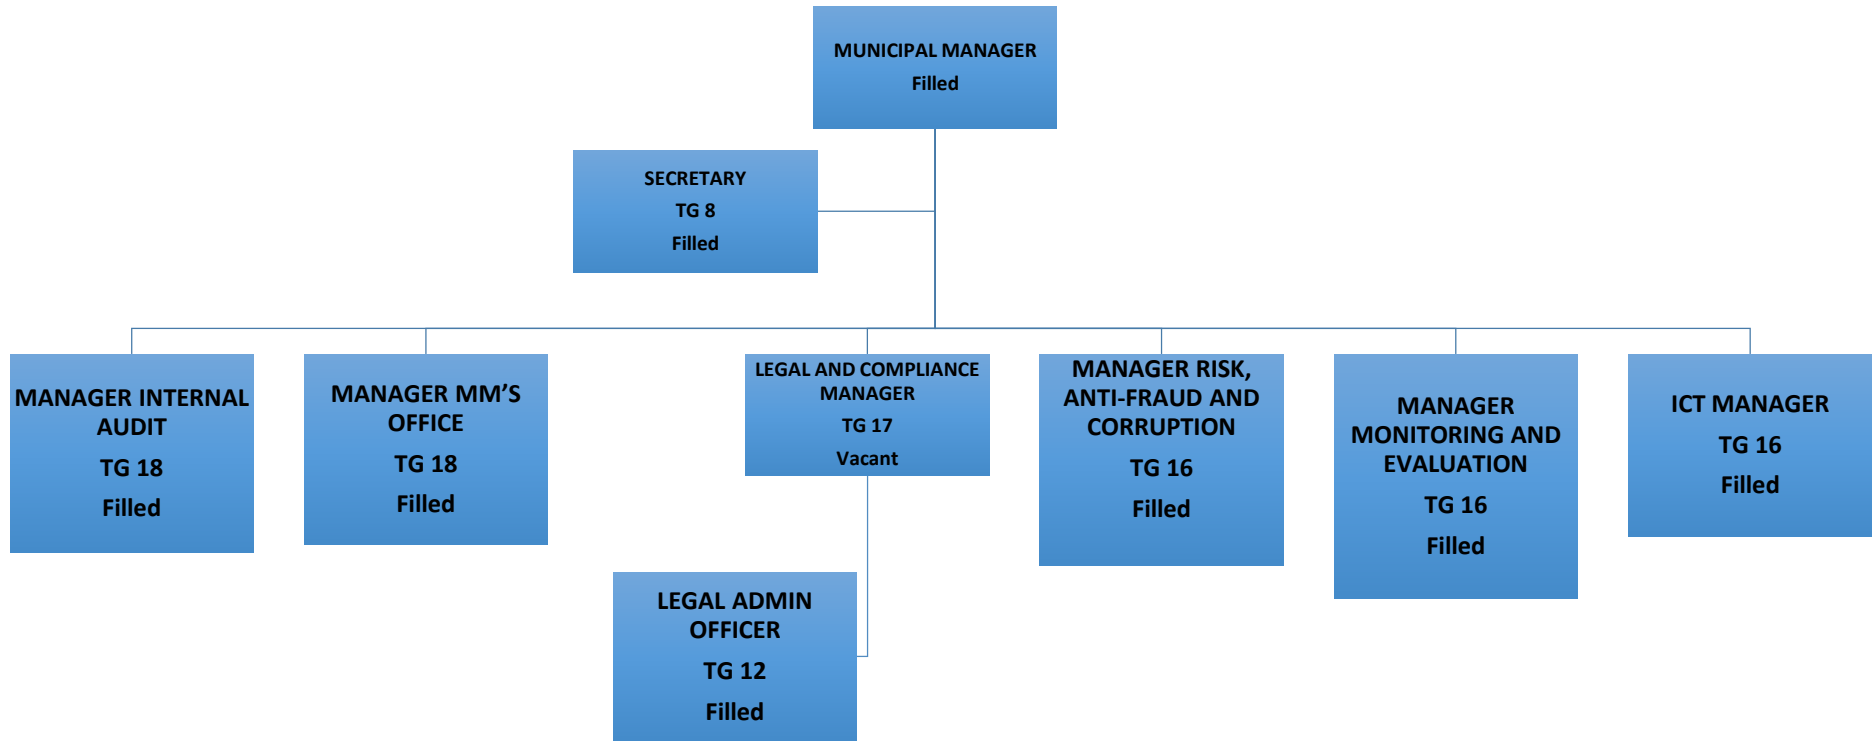 MUNICIPAL MANAGER
Filled
SECRETARY
TG 8
Filled
MANAGER INTERNAL
AUDIT
TG 18
Filled
MANAGER MM’S
OFFICE
TG 18
Filled
LEGAL AND COMPLIANCE
MANAGER
TG 17
Vacant
MANAGER RISK,
ANTI-FRAUD AND
CORRUPTION
TG 16
Filled
MANAGER
MONITORING AND
EVALUATION
TG 16
Filled
ICT MANAGER
TG 16
Filled
LEGAL ADMIN
OFFICER
TG 12
Filled